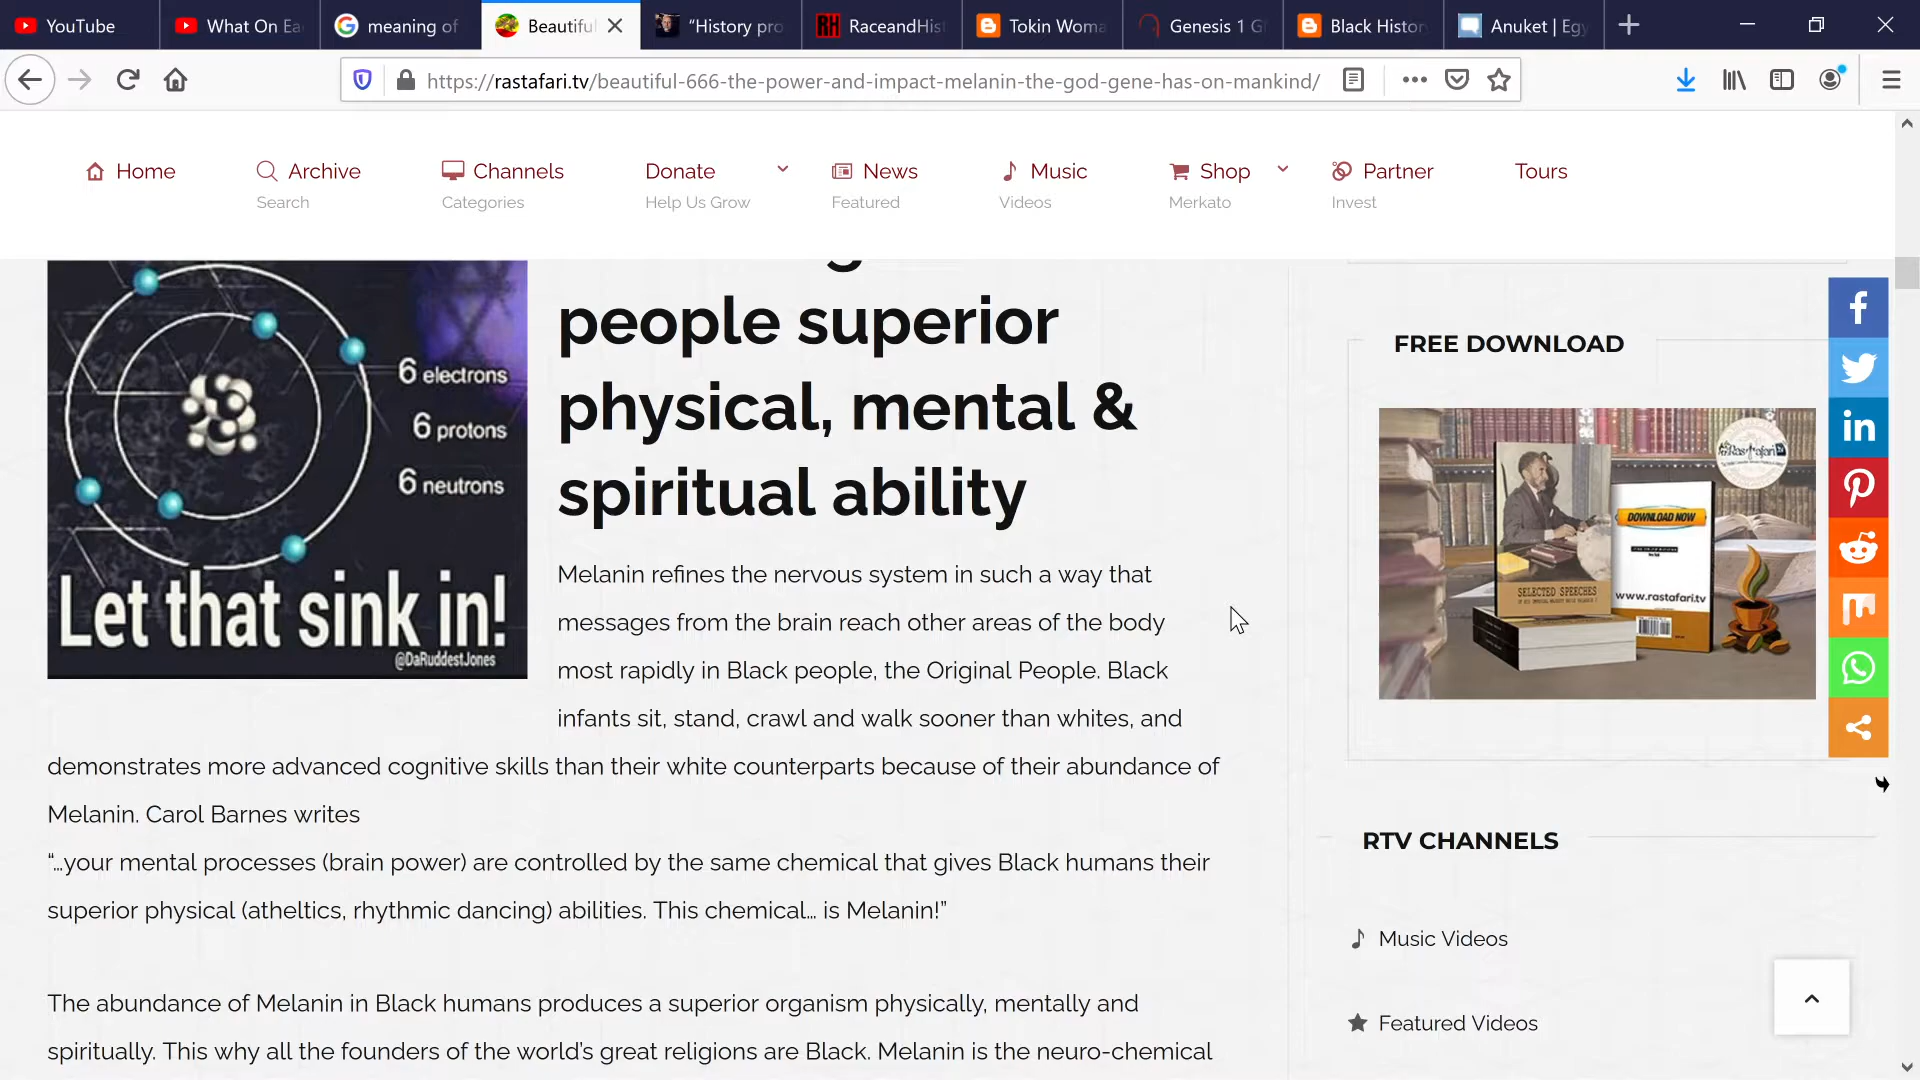 YouTube
What On Ea
meaning of
Beautiful
"History pro
RH
RaceandHis
Tokin Woma
Genesis 1 G
Black Histor
Anuket | Egy
https://rastafari.tv/beautiful-666-the-power-and-impact-melanin-the-god-gene-has-on-mankind/
Home
Archive
Search
Channels
Categories
Donate
Help Us Grow
News
Featured
Music
Videos
Shop
Merkato
Partner
Invest
Tours
6 electrons
6 protons
6 neutrons
Let that sink in!
@DaRuddestJones
people superior
physical, mental &
spiritual ability
Melanin refines the nervous system in such a way that
messages from the brain reach other areas of the body
most rapidly in Black people, the Original People. Black
infants sit, stand, crawl and walk sooner than whites, and
demonstrates more advanced cognitive skills than their white counterparts because of their abundance of
Melanin. Carol Barnes writes
“…your mental processes (brain power) are controlled by the same chemical that gives Black humans their
superior physical (atheltics, rhythmic dancing) abilities. This chemical… is Melanin!”
The abundance of Melanin in Black humans produces a superior organism physically, mentally and
spiritually. This why all the founders of the world’s great religions are Black. Melanin is the neuro-chemical
FREE DOWNLOAD
DOWNLOAD NOW
SELECTED SPEECHES
www.rastafari.tv
RTV CHANNELS
Music Videos
Featured Videos